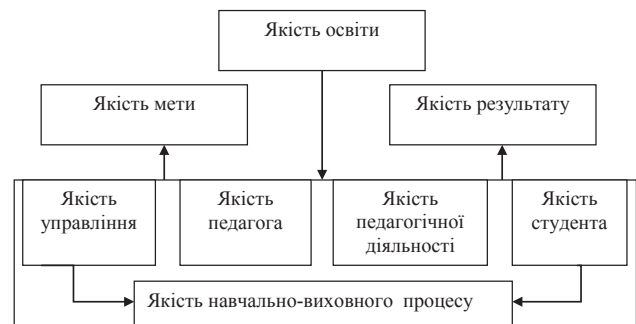 Якість освіти
Якість мети
Якість результату
Якість
управління
Якість
педагога
Якість
педагогічної
діяльності
Якість
студента
Якість навчально-виховного процесу